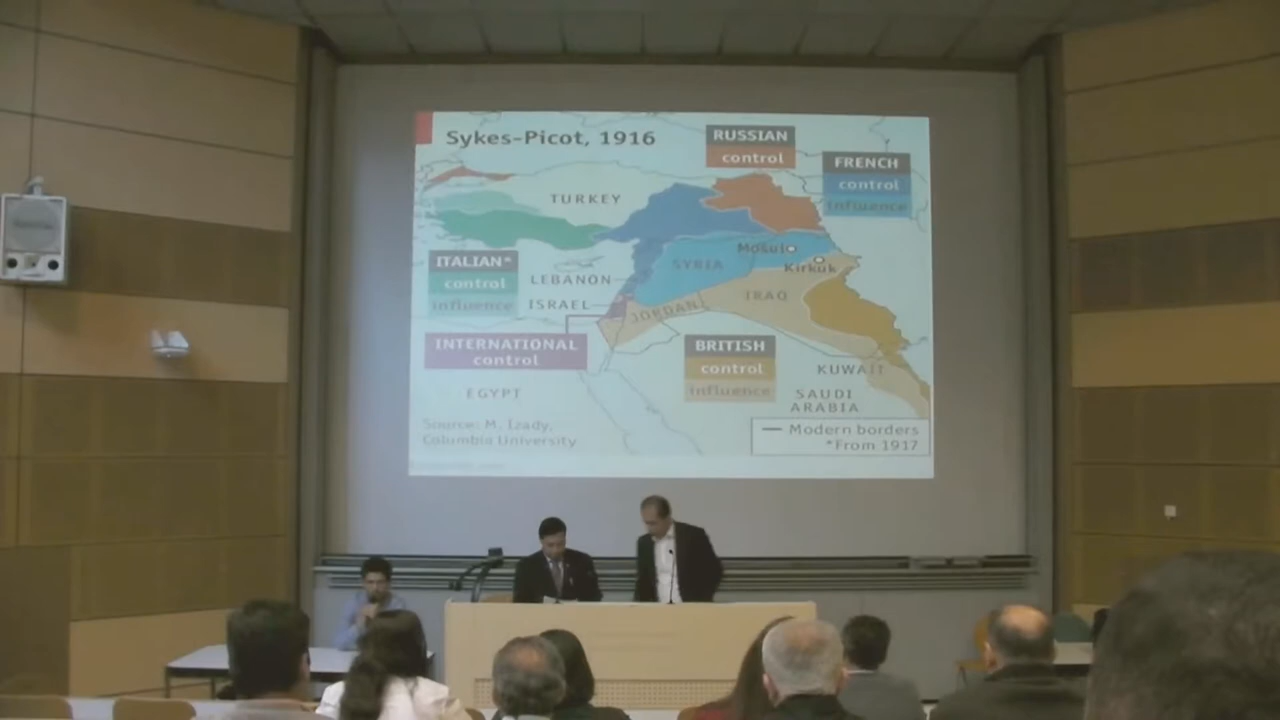 Sykes-Picot, 1916
RUSSIAN
control
FRENCH
control
influence
TURKEY
Mosul
SYRIA
Kirkuk
ITALIAN*
control
influence
LEBANON
ISRAEL
JORDAN
IRAQ
INTERNATIONAL
control
BRITISH
control
influence
KUWAIT
EGYPT
SAUDI
ARABIA
Source: M. Izady,
Columbia University
Modern borders
*From 1917